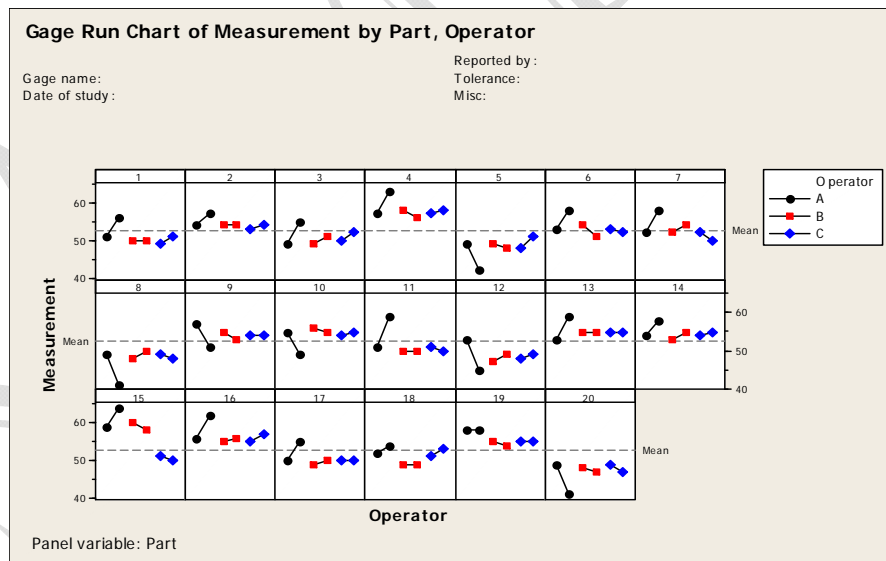 Gage Run Chart of Measurement by Part, Operator
Reported by:
Gage name:
Tolerance:
Date of study:
Misc:
1 2 3 4 5 6 7
60
50
40
Mean
Operator
A
B
C
8 9 10 11 12 13 14
Mean
60
50
40
Measurement
15 16 17 18 19 20
60
50
40
Mean
Operator
Panel variable: Part